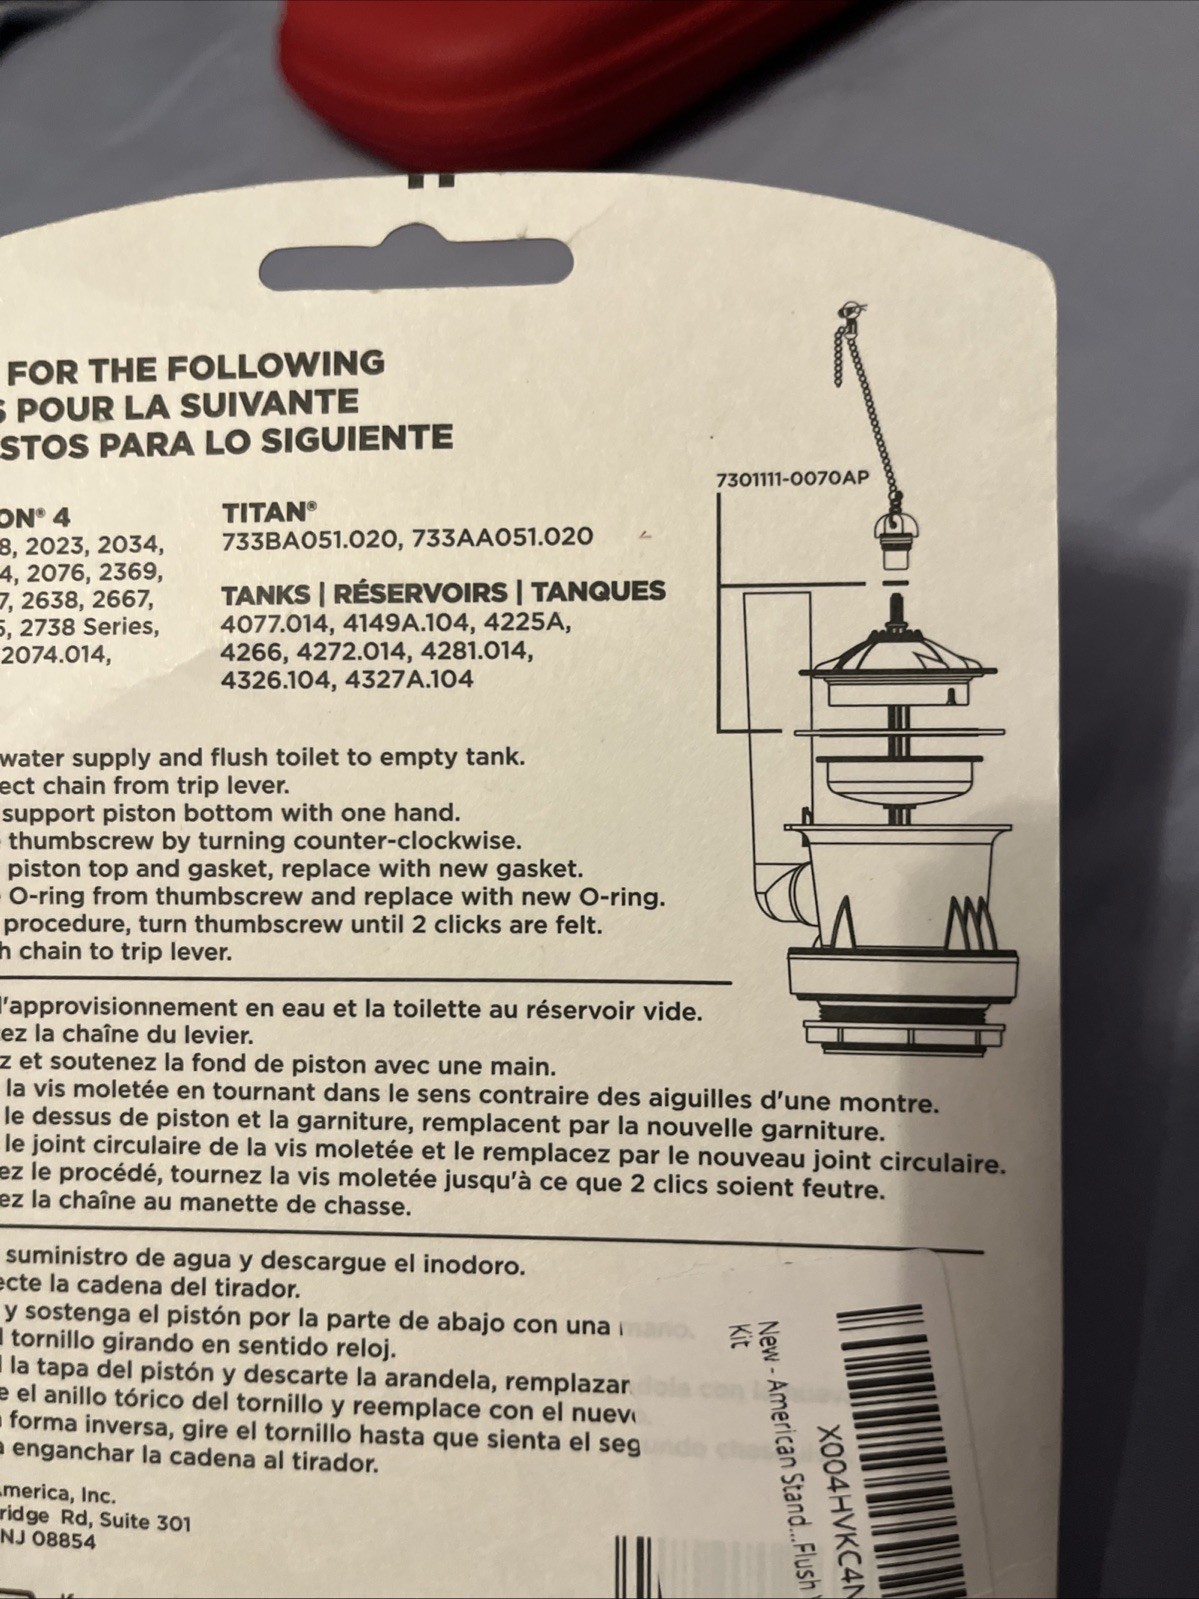 FOR THE FOLLOWING
POUR LA SUIVANTE
STOS PARA LO SIGUIENTE
ON® 4
8, 2023, 2034,
4, 2076, 2369,
7, 2638, 2667,
5, 2738 Series,
2074.014,
TITAN®
733BA051.020, 733AA051.020
TANKS | RÉSERVOIRS | TANQUES
4077.014, 4149A.104, 4225A,
4266, 4272.014, 4281.014,
4326.104, 4327A.104
7301111-0070AP
water supply and flush toilet to empty tank.
ect chain from trip lever.
support piston bottom with one hand.
thumbscrew by turning counter-clockwise.
piston top and gasket, replace with new gasket.
O-ring from thumbscrew and replace with new O-ring.
procedure, turn thumbscrew until 2 clicks are felt.
h chain to trip lever.
l'approvisionnement en eau et la toilette au réservoir vide.
ez la chaîne du levier.
z et soutenez la fond de piston avec une main.
la vis moletée en tournant dans le sens contraire des aiguilles d'une montre.
le dessus de piston et la garniture, remplacent par la nouvelle garniture.
le joint circulaire de la vis moletée et le remplacez par le nouveau joint circulaire.
ez le procédé, tournez la vis moletée jusqu'à ce que 2 clics soient feutre.
ez la chaîne au manette de chasse.
suministro de agua y descargue el inodoro.
ecte la cadena del tirador.
y sostenga el pistón por la parte de abajo con una mano.
l tornillo girando en sentido reloj.
la tapa del pistón y descarte la arandela, remplazar
e el anillo tórico del tornillo y reemplace con el nuev
forma inversa, gire el tornillo hasta que sienta el seg
a enganchar la cadena al tirador.
America, Inc.
ridge Rd, Suite 301
NJ 08854
X004HVKC4
New - American Stand...Flush
Kit